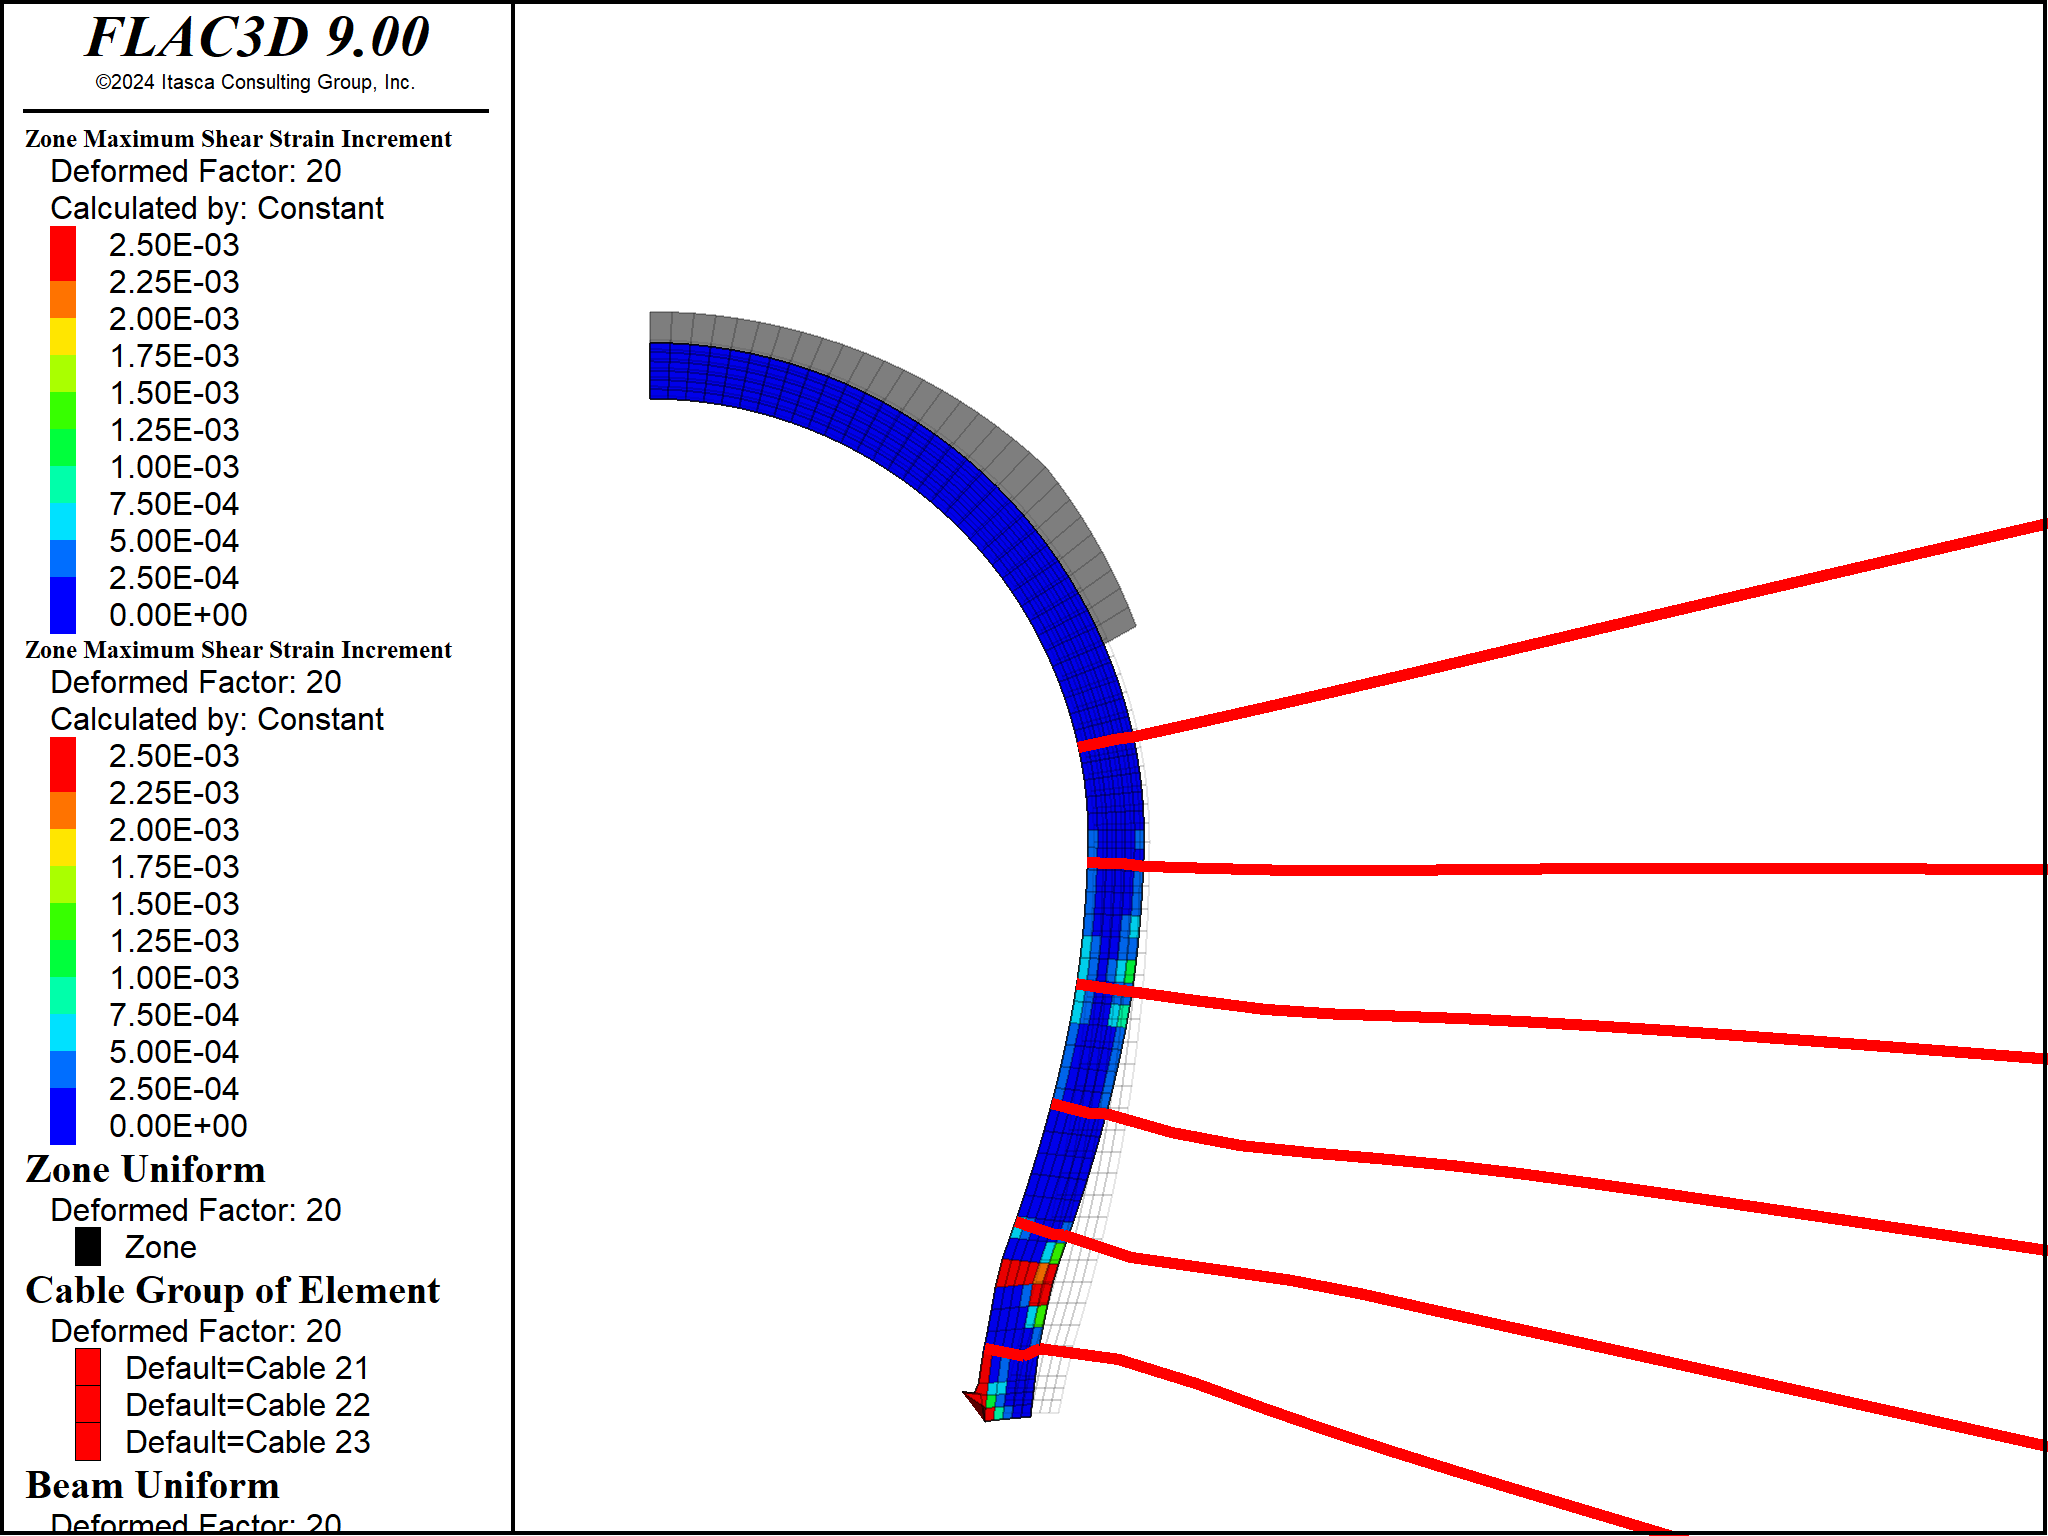 FLAC3D 9.00
©2024 Itasca Consulting Group, Inc.
Zone Maximum Shear Strain Increment
Deformed Factor: 20
Calculated by: Constant
2.50E-03
2.25E-03
2.00E-03
1.75E-03
1.50E-03
1.25E-03
1.00E-03
7.50E-04
5.00E-04
2.50E-04
0.00E+00
Zone Maximum Shear Strain Increment
Deformed Factor: 20
Calculated by: Constant
2.50E-03
2.25E-03
2.00E-03
1.75E-03
1.50E-03
1.25E-03
1.00E-03
7.50E-04
5.00E-04
2.50E-04
0.00E+00
Zone Uniform
Deformed Factor: 20
Zone
Cable Group of Element
Deformed Factor: 20
Default=Cable 21
Default=Cable 22
Default=Cable 23
Beam Uniform
Deformed Factor: 20